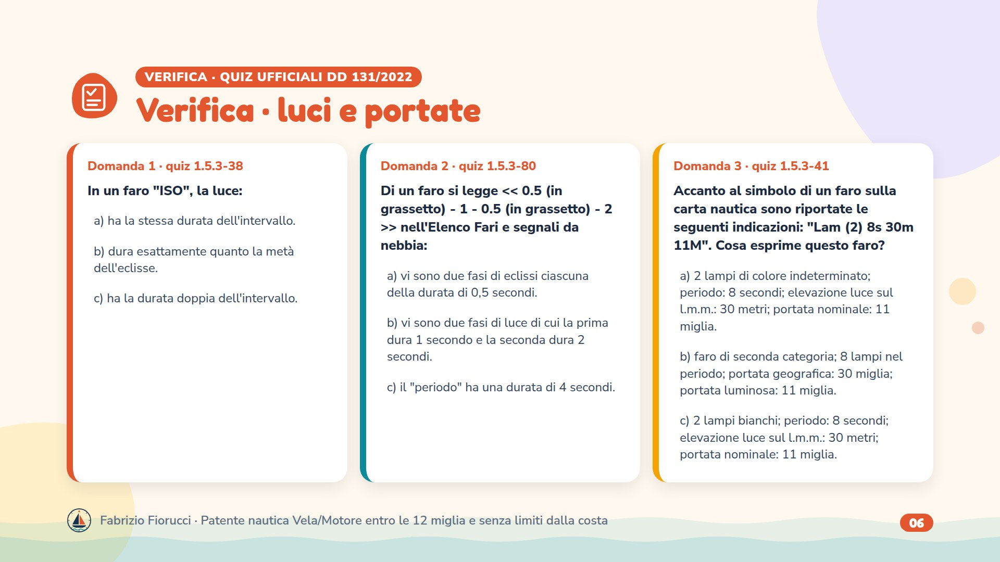 VERIFICA · QUIZ UFFICIALI DD 131/2022
Verifica · luci e portate
Domanda 1 · quiz 1.5.3-38
In un faro "ISO", la luce:
a) ha la stessa durata dell'intervallo.
b) dura esattamente quanto la metà
dell'eclisse.
c) ha la durata doppia dell'intervallo.
Domanda 2 · quiz 1.5.3-80
Di un faro si legge << 0.5 (in
grassetto) - 1 - 0.5 (in grassetto) - 2
>> nell'Elenco Fari e segnali da
nebbia:
a) vi sono due fasi di eclissi ciascuna
della durata di 0,5 secondi.
b) vi sono due fasi di luce di cui la prima
dura 1 secondo e la seconda dura 2
secondi.
c) il "periodo" ha una durata di 4 secondi.
Domanda 3 · quiz 1.5.3-41
Accanto al simbolo di un faro sulla
carta nautica sono riportate le
seguenti indicazioni: "Lam (2) 8s 30m
11M". Cosa esprime questo faro?
a) 2 lampi di colore indeterminato;
periodo: 8 secondi; elevazione luce sul
l.m.m.: 30 metri; portata nominale: 11
miglia.
b) faro di seconda categoria; 8 lampi nel
periodo; portata geografica: 30 miglia;
portata luminosa: 11 miglia.
c) 2 lampi bianchi; periodo: 8 secondi;
elevazione luce sul l.m.m.: 30 metri;
portata nominale: 11 miglia.
Fabrizio Fiorucci · Patente nautica Vela/Motore entro le 12 miglia e senza limiti dalla costa
06